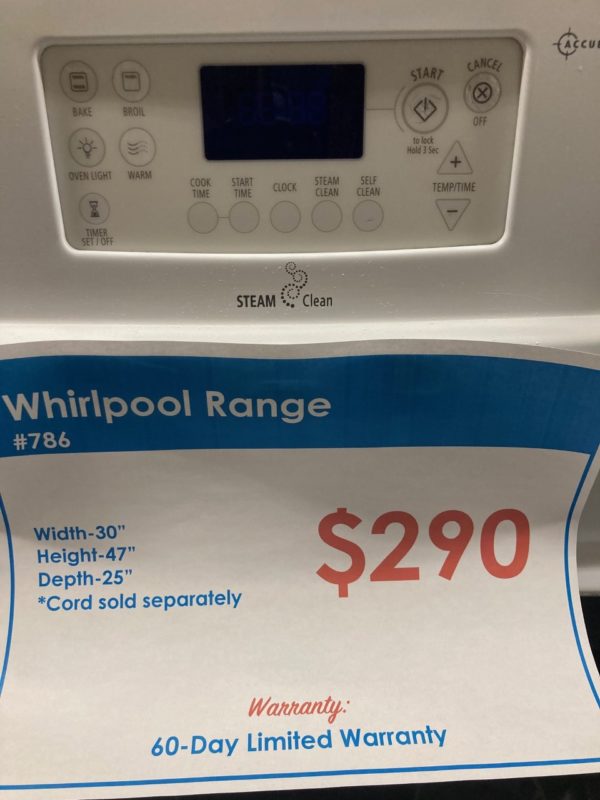 ACCU
BAKE
BROIL
START
CANCEL
OFF
to lock
Hold 3 Sec
OVEN LIGHT
WARM
COOK
TIME
START
TIME
CLOCK
STEAM
CLEAN
SELF
CLEAN
+
TEMP/TIME
-
TIMER
SET / OFF
STEAM Clean
Whirlpool Range
#786
Width-30”
Height-47”
Depth-25”
*Cord sold separately
$290
Warranty:
60-Day Limited Warranty